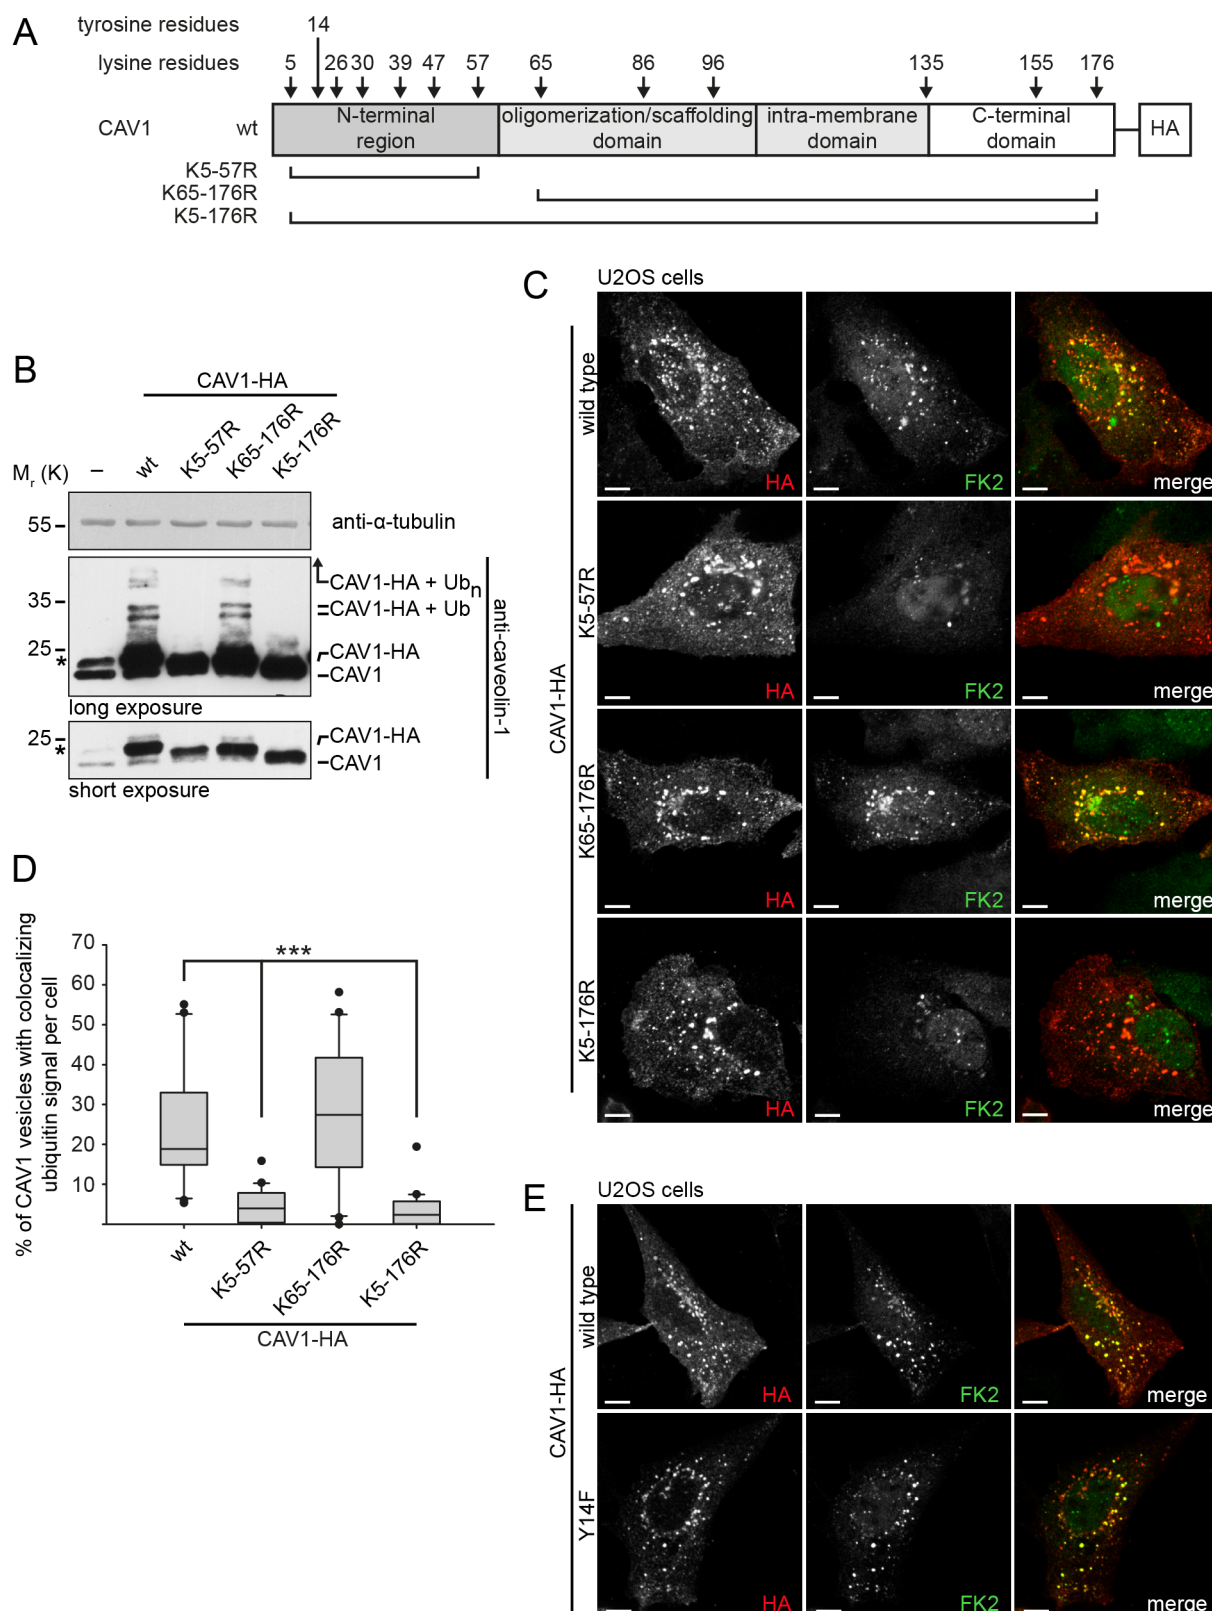 A
tyrosine residues 14
lysine residues 5 26 30 39 47 57 65 86 96 135 155 176
CAV1 wt N-terminal region oligomerization/scaffolding domain intra-membrane domain C-terminal domain HA
K5-57R
K65-176R
K5-176R
B
CAV1-HA
Mr (K) – wt K5-57R K65-176R K5-176R
55 anti-α-tubulin
CAV1-HA + Ubn
35 CAV1-HA + Ub
25 CAV1-HA
* CAV1
long exposure
25 CAV1-HA
* CAV1
short exposure
anti-caveolin-1
C
U2OS cells
CAV1-HA
wild type HA FK2 merge
K5-57R HA FK2 merge
K65-176R HA FK2 merge
K5-176R HA FK2 merge
D
% of CAV1 vesicles with colocalizing
ubiquitin signal per cell
70
60
50
40
30
20
10
***
wt K5-57R K65-176R K5-176R
CAV1-HA
E
U2OS cells
CAV1-HA
wild type HA FK2 merge
Y14F HA FK2 merge